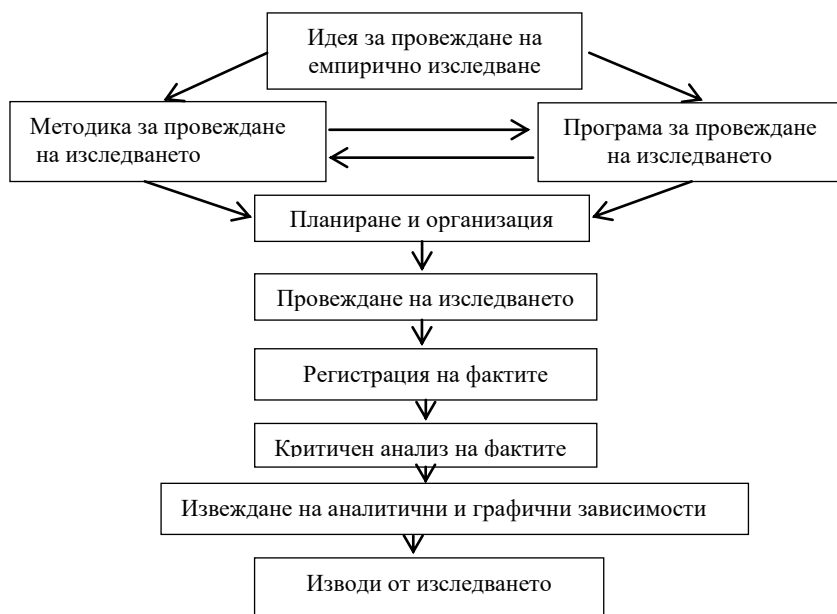 Идея за провеждане на
емпирично изследване
Методика за провеждане
на изследването
Програма за провеждане
на изследването
Планиране и организация
Провеждане на изследването
Регистрация на фактите
Критичен анализ на фактите
Извеждане на аналитични и графични зависимости
Изводи от изследването